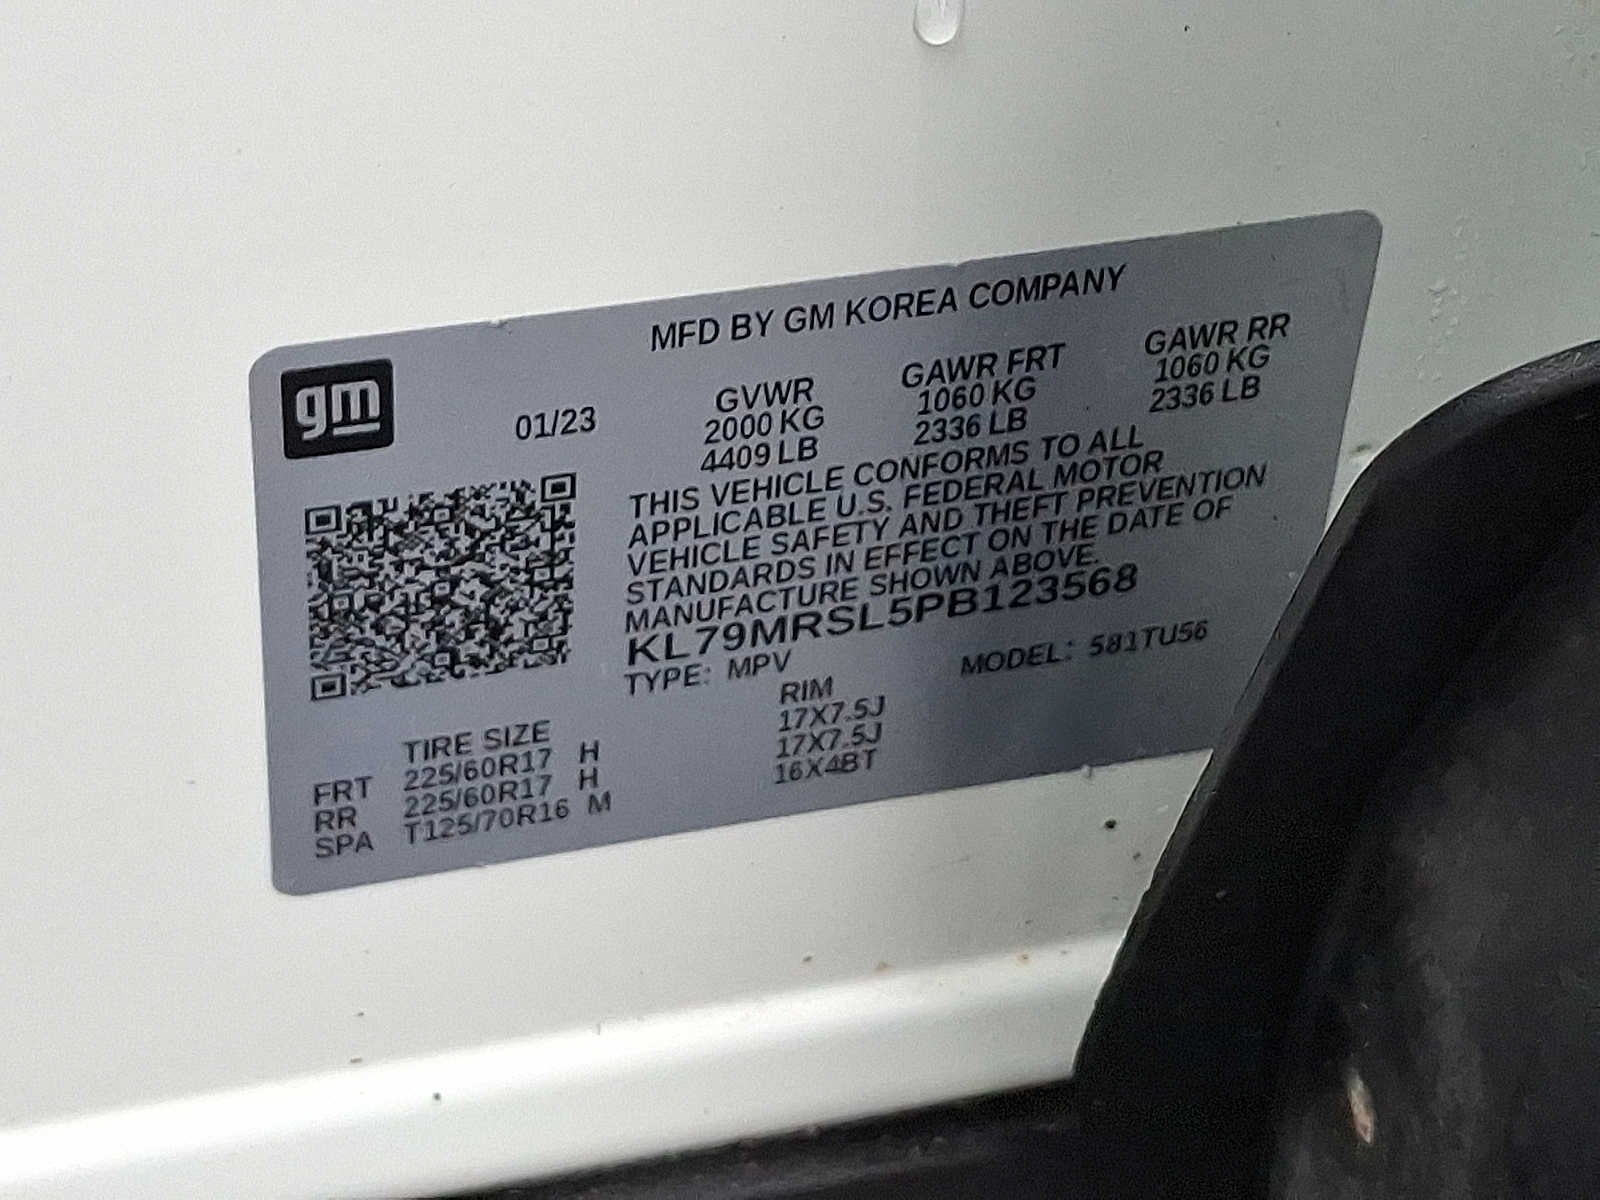 MFD BY GM KOREA COMPANY
gm
01/23
GVWR GAWR FRT GAWR RR
2000 KG 1060 KG 1060 KG
4409 LB 2336 LB 2336 LB
THIS VEHICLE CONFORMS TO ALL
APPLICABLE U.S. FEDERAL MOTOR
VEHICLE SAFETY AND THEFT PREVENTION
STANDARDS IN EFFECT ON THE DATE OF
MANUFACTURE SHOWN ABOVE.
KL79MRSL5PB123568
TYPE: MPV MODEL: 581TU56
TIRE SIZE RIM
FRT 225/60R17 H 17X7.5J
RR 225/60R17 H 17X7.5J
SPA T125/70R16 M 16X4BT